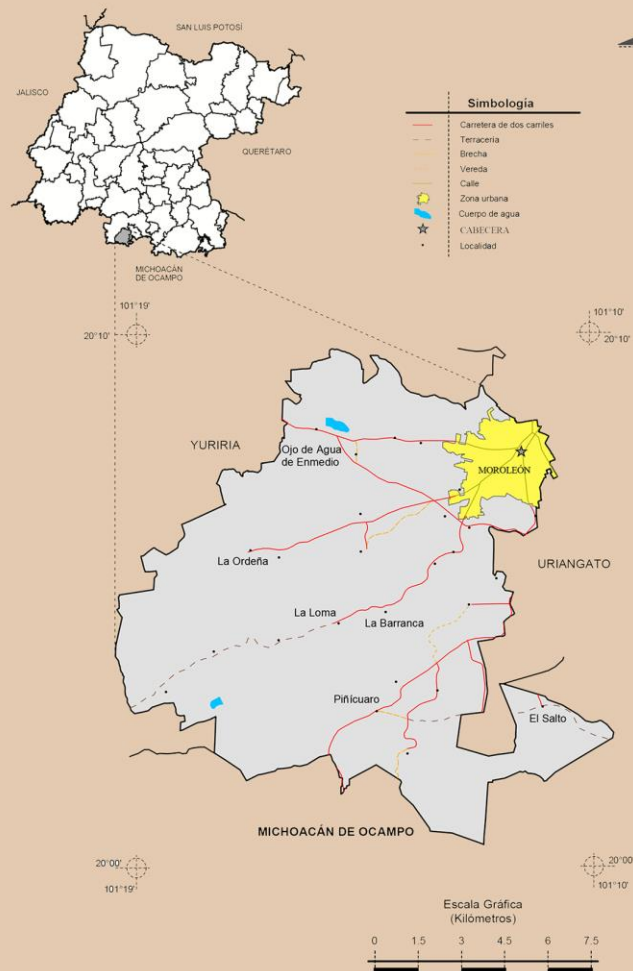 SAN LUIS POTOSÍ
JALISCO
QUERÉTARO
MICHOACÁN
DE OCAMPO
Simbología
Carretera de dos carriles
Terraceria
Brecha
Vereda
Calle
Zona urbana
Cuerpo de agua
CABECERA
Localidad
101°19'
20°10'
101°10'
20°10'
YURIRIA
Ojo de Agua
de Enmedio
MOROLEÓN
La Ordeña
URIANGATO
La Loma
La Barranca
Piñícuaro
El Salto
MICHOACÁN DE OCAMPO
20°00'
101°19'
20°00'
101°10'
Escala Gráfica
(Kilómetros)
0 1.5 3 4.5 6 7.5